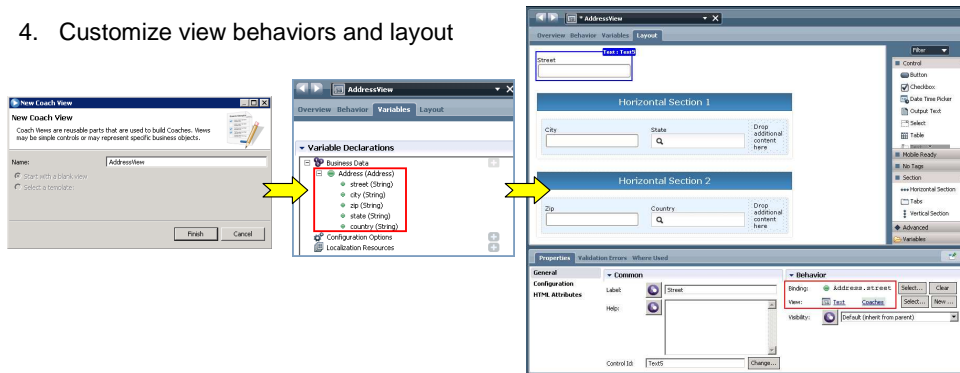 4. Customize view behaviors and layout
New Coach View
New Coach View
Coach Views are reusable parts that are used to build Coaches. Views
may be simple controls or may represent specific business objects.
Name:
AddressView
Start with a blank view
Select a template:
Finish
Cancel
AddressView
Overview Behavior Variables Layout
Variable Declarations
Business Data
Address (Address)
street (String)
city (String)
zip (String)
state (String)
country (String)
Configuration Options
Localization Resources
* AddressView
Overview Behavior Variables Layout
Text : Text5
Street
Horizontal Section 1
City
State
Drop
additional
content
here
Horizontal Section 2
Zip
Country
Drop
additional
content
here
Filter
Control
Button
Checkbox
Date Time Picker
Output Text
Select
Table
Mobile Ready
No Tags
Section
Horizontal Section
Tabs
Vertical Section
Advanced
Variables
Properties Validation Errors Where Used
General
Configuration
HTML Attributes
Common
Label:
Street
Help:
Control Id:
Text5
Change...
Behavior
Binding:
Address.street
Select...
Clear
View:
Text
Coaches
Select...
New ...
Visibility:
Default (inherit from parent)